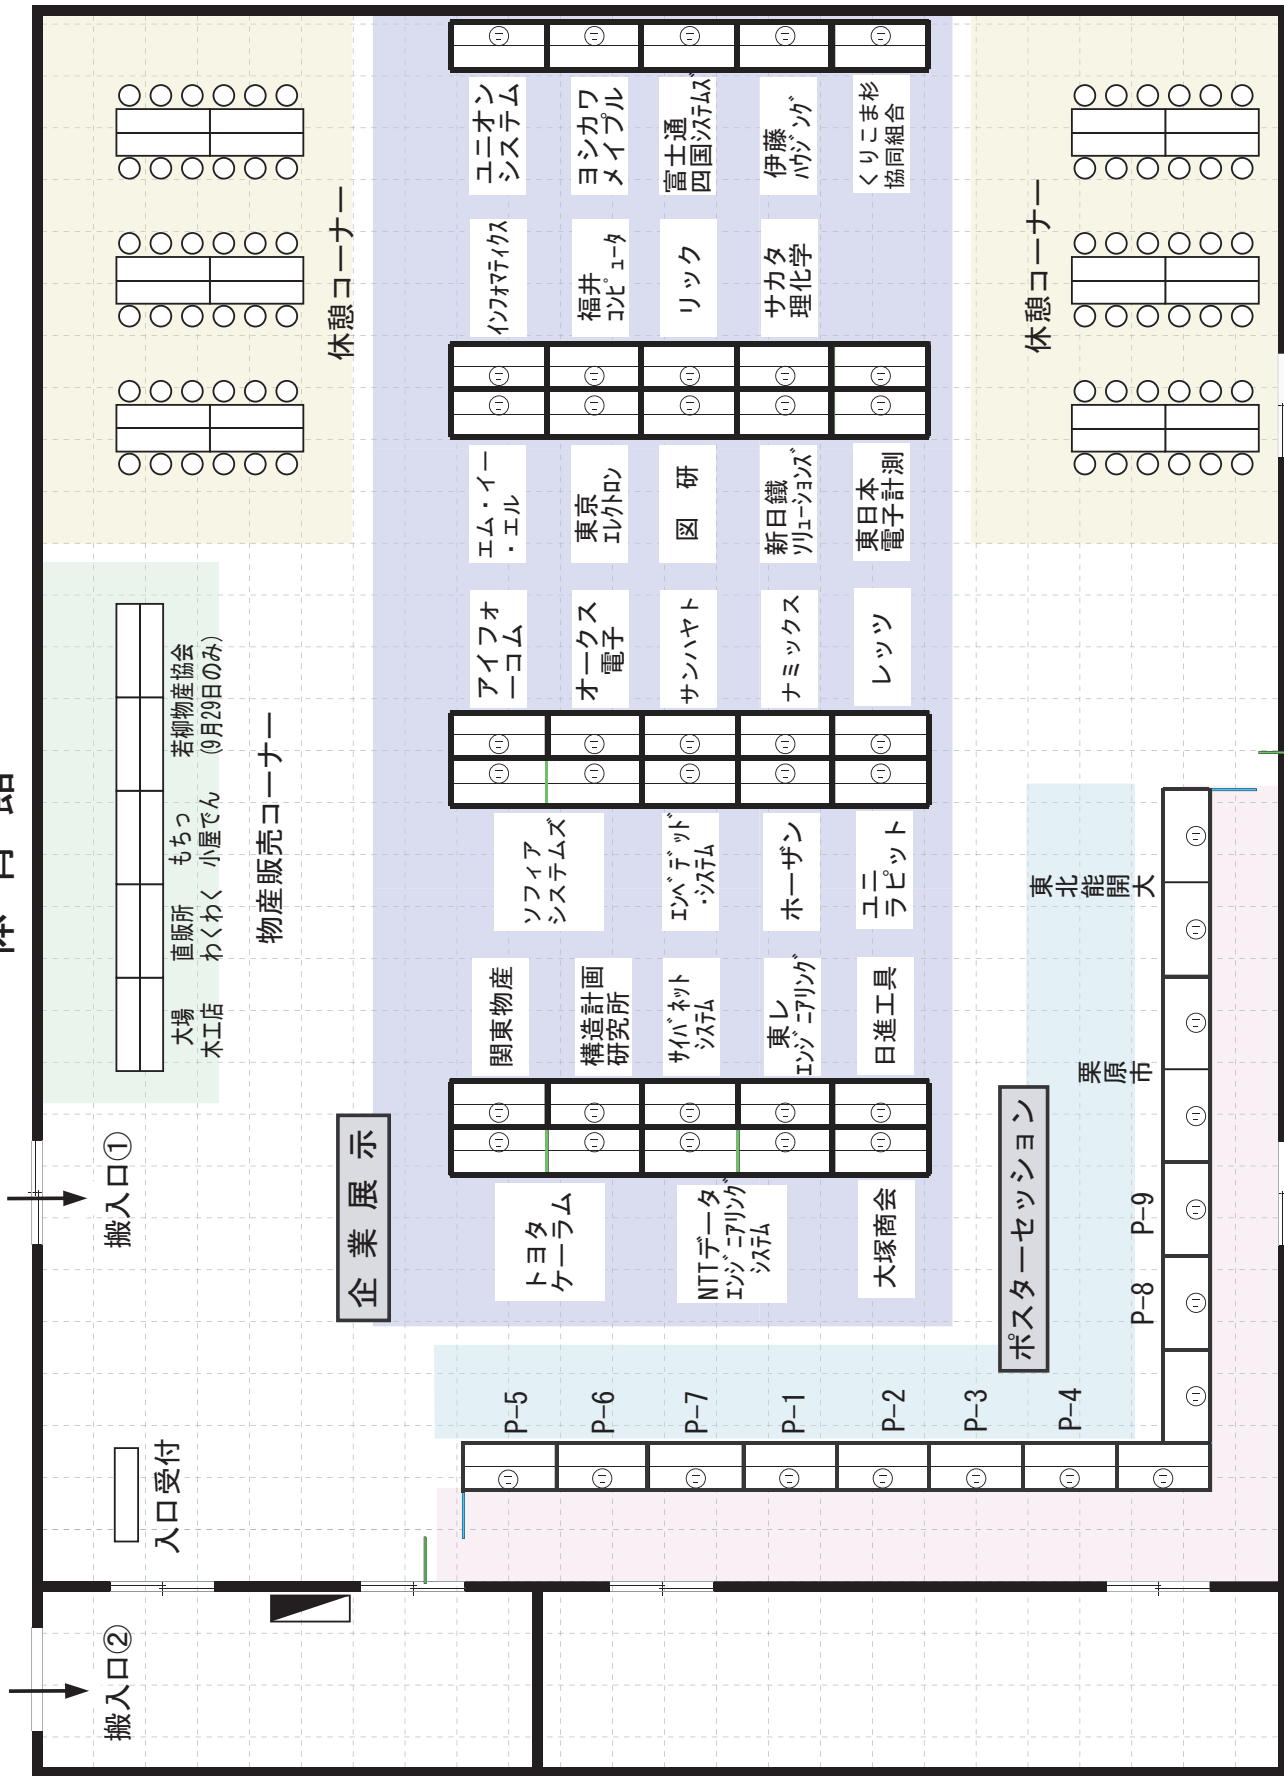 体育館
搬入口②
搬入口①
入口受付
大場
木工店
直販所
わくわく
もちっ
小屋でん
若柳物産協会
(9月29日のみ)
物産販売コーナー
休憩コーナー
休憩コーナー
企業展示
トヨタ
ケーラム
NTTデータ
ｴﾝｼﾞﾆｱﾘﾝｸﾞ
ｼｽﾃﾑ
大塚商会
関東物産
構造計画
研究所
ｻｲﾊﾞﾈｯﾄ
ｼｽﾃﾑ
東レ
ｴﾝｼﾞﾆｱﾘﾝｸﾞ
日進工具
ソフィア
システムズ
ｴﾝﾍﾞﾃﾞｯﾄﾞ
・ｼｽﾃﾑ
ホーザン
ユニ
ラピット
アイフォ
ーコム
オークス
電子
サンハヤト
ナミックス
レッツ
エム・イー
・エル
東京
ｴﾚｸﾄﾛﾝ
図 研
新日鐵
ｿﾘｭｰｼｮﾝｽﾞ
東日本
電子計測
ｲﾝﾌｫﾏﾃｨｸｽ
福井
ｺﾝﾋﾟｭｰﾀ
リック
サカタ
理化学
ユニオン
システム
ヨシカワ
メイプル
富士通
四国ｼｽﾃﾑｽﾞ
伊藤
ﾊｳｼﾞﾝｸﾞ
くりこま杉
協同組合
ポスターセッション
P-5
P-6
P-7
P-1
P-2
P-3
P-4
P-8
P-9
栗原市
東北能開大